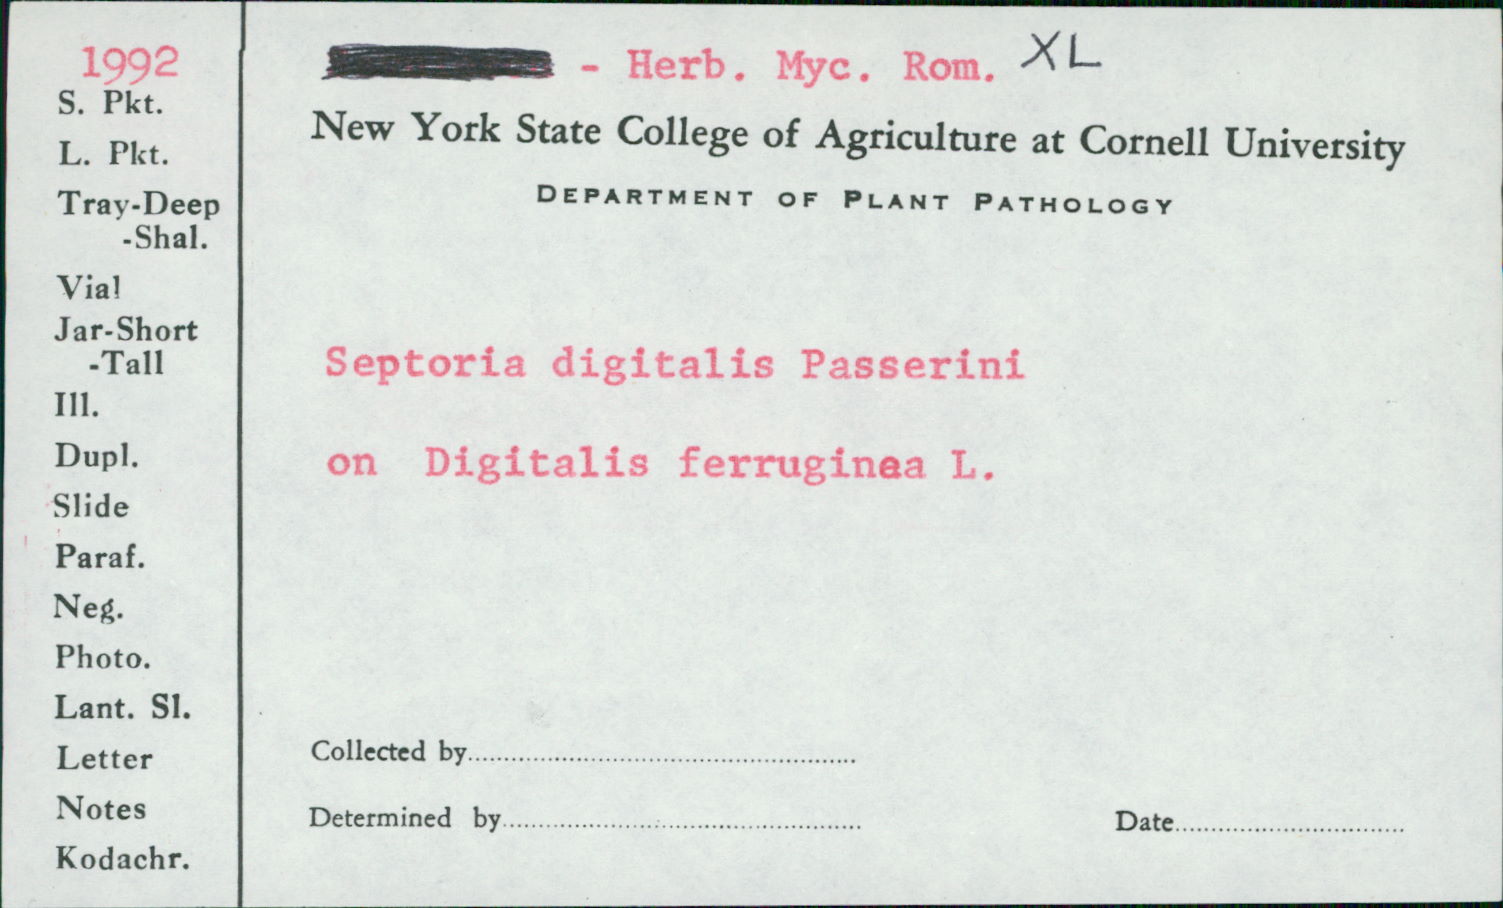 1992
S. Pkt.
L. Pkt.
Tray-Deep
-Shal.
Vial
Jar-Short
-Tall
Ill.
Dupl.
Slide
Paraf.
Neg.
Photo.
Lant. Sl.
Letter
Notes
Kodachr.
- Herb. Myc. Rom. XL
New York State College of Agriculture at Cornell University
DEPARTMENT OF PLANT PATHOLOGY
Septoria digitalis Passerini
on Digitalis ferruginea L.
Collected by
Determined by
Date